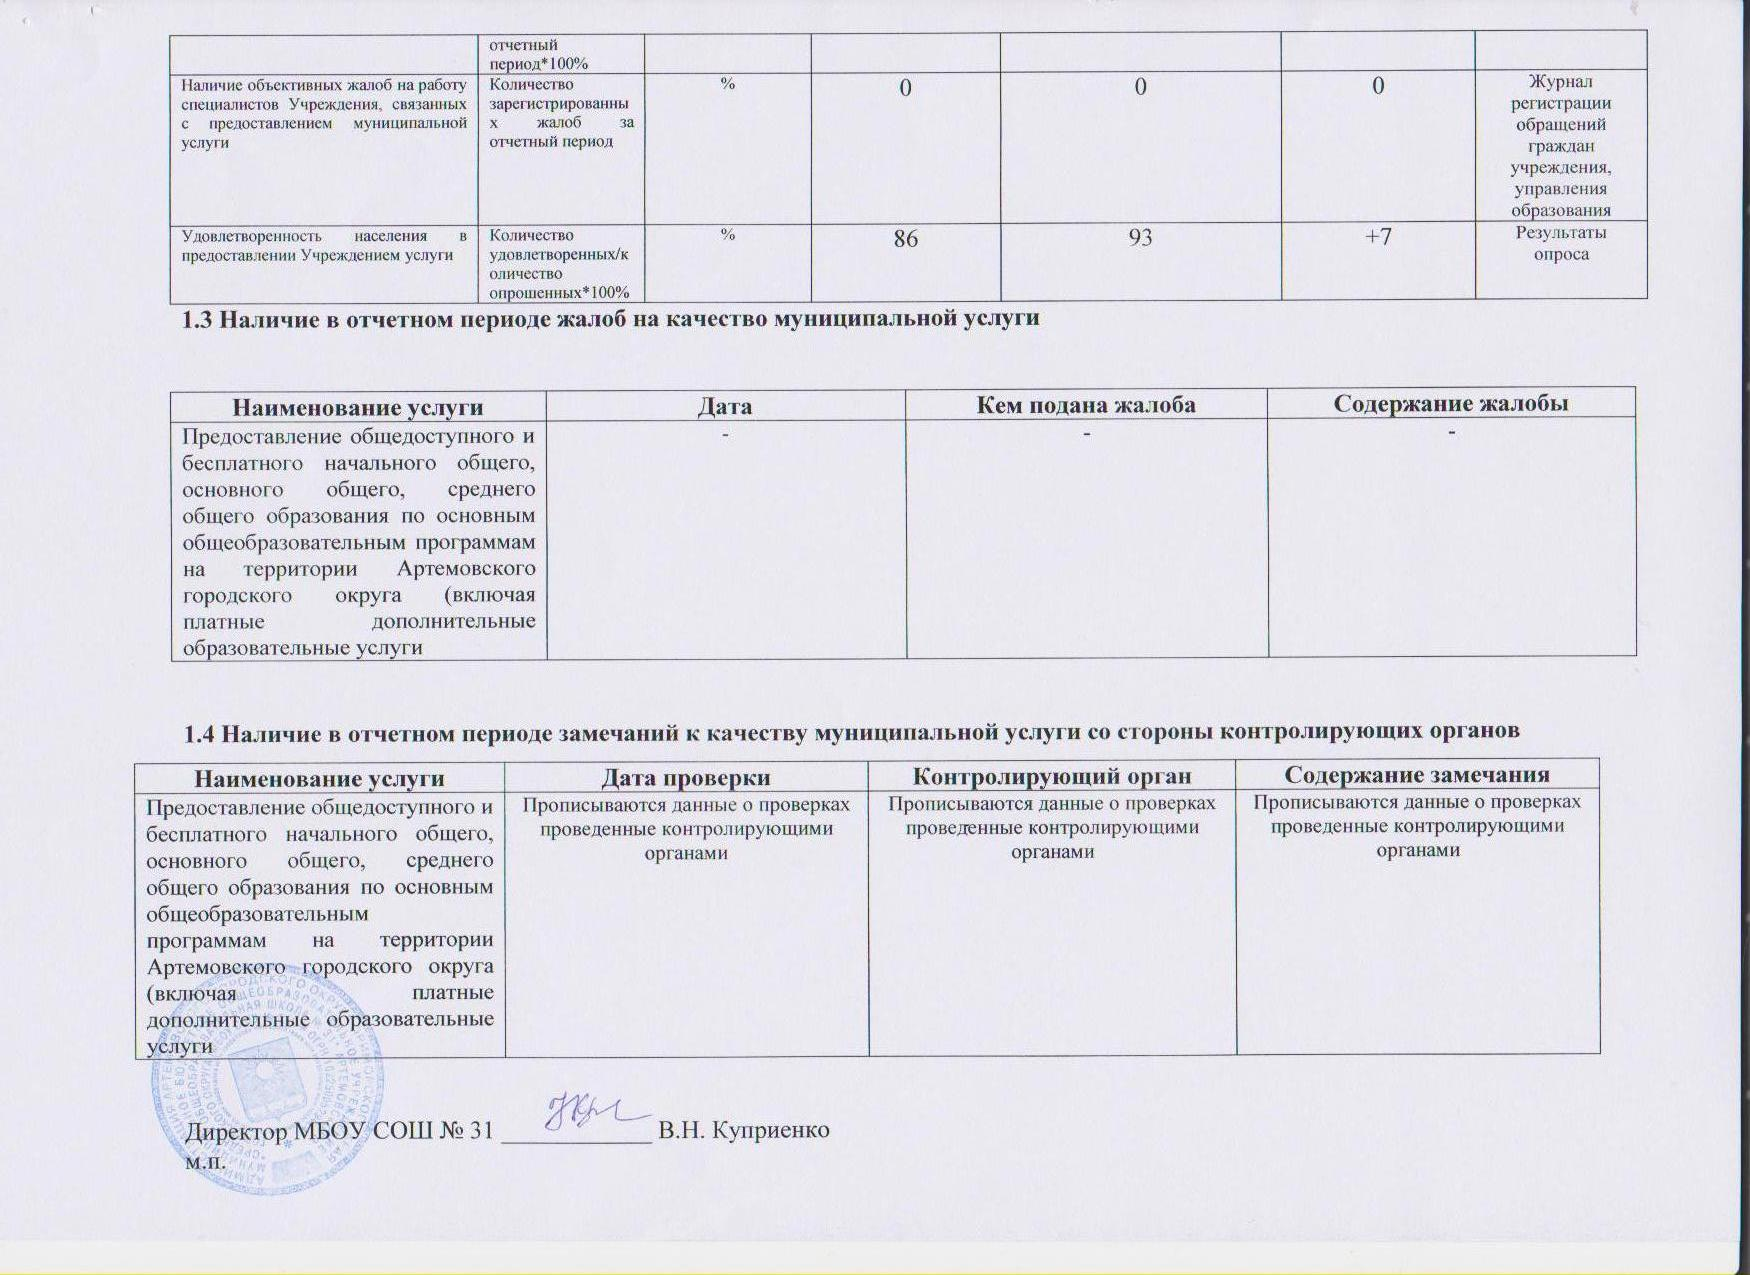 отчетный
период*100%
Наличие объективных жалоб на работу
специалистов Учреждения, связанных
с предоставлением муниципальной
услуги
Количество
зарегистрированны
х жалоб за
отчетный период
%
0
0
0
Журнал
регистрации
обращений
граждан
учреждения,
управления
образования
Удовлетворенность населения в
предоставлении Учреждением услуги
Количество
удовлетворенных/к
оличество
опрошенных*100%
%
86
93
+7
Результаты
опроса
1.3 Наличие в отчетном периоде жалоб на качество муниципальной услуги
Наименование услуги
Дата
Кем подана жалоба
Содержание жалобы
Предоставление общедоступного и
бесплатного начального общего,
основного общего, среднего
общего образования по основным
общеобразовательным программам
на территории Артемовского
городского округа (включая
платные дополнительные
образовательные услуги
-
-
-
1.4 Наличие в отчетном периоде замечаний к качеству муниципальной услуги со стороны контролирующих органов
Наименование услуги
Дата проверки
Контролирующий орган
Содержание замечания
Предоставление общедоступного и
бесплатного начального общего,
основного общего, среднего
общего образования по основным
общеобразовательным
программам на территории
Артемовского городского округа
(включая платные
дополнительные образовательные
услуги
Прописываются данные о проверках
проведенные контролирующими
органами
Прописываются данные о проверках
проведенные контролирующими
органами
Прописываются данные о проверках
проведенные контролирующими
органами
Директор МБОУ СОШ № 31 ____________ В.Н. Куприенко
м.п.